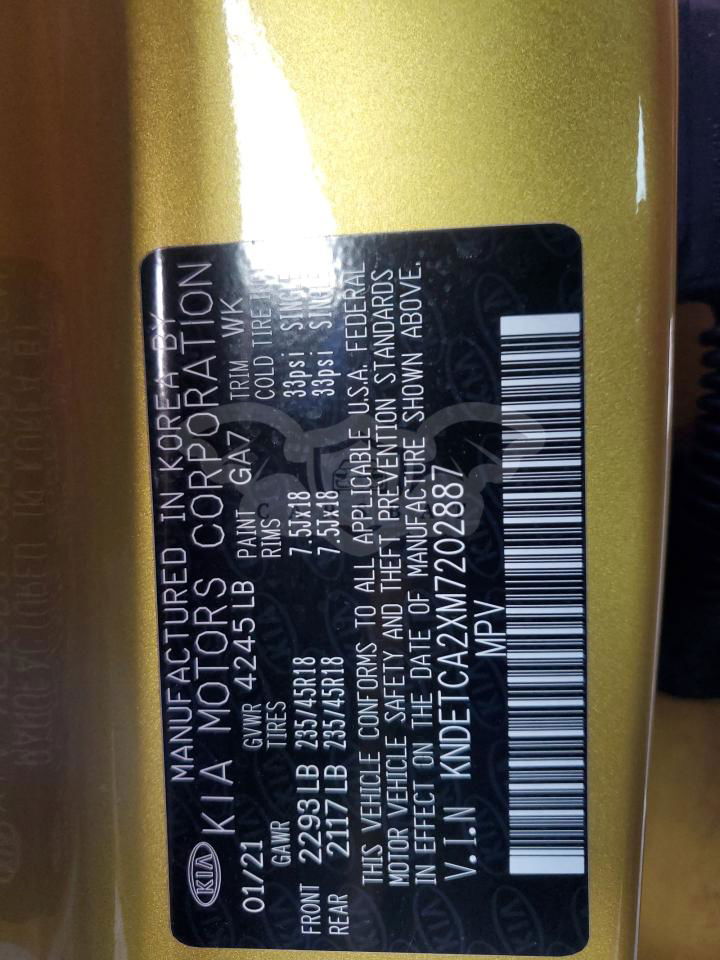 KIA MANUFACTURED IN KOREA BY
KIA MOTORS CORPORATION
01/21 GVWR 4245LB PAINT GA7 TRIM WK
GAWR TIRES RIMS COLD TIRE
FRONT 2293LB 235/45R18 7.5Jx18 33psi SINGLE
REAR 2117LB 235/45R18 7.5Jx18 33psi SINGLE
THIS VEHICLE CONFORMS TO ALL APPLICABLE U.S.A. FEDERAL
MOTOR VEHICLE SAFETY AND THEFT PREVENTION STANDARDS
IN EFFECT ON THE DATE OF MANUFACTURE SHOWN ABOVE.
V.I.N KNDETCA2XM7202887
MPV